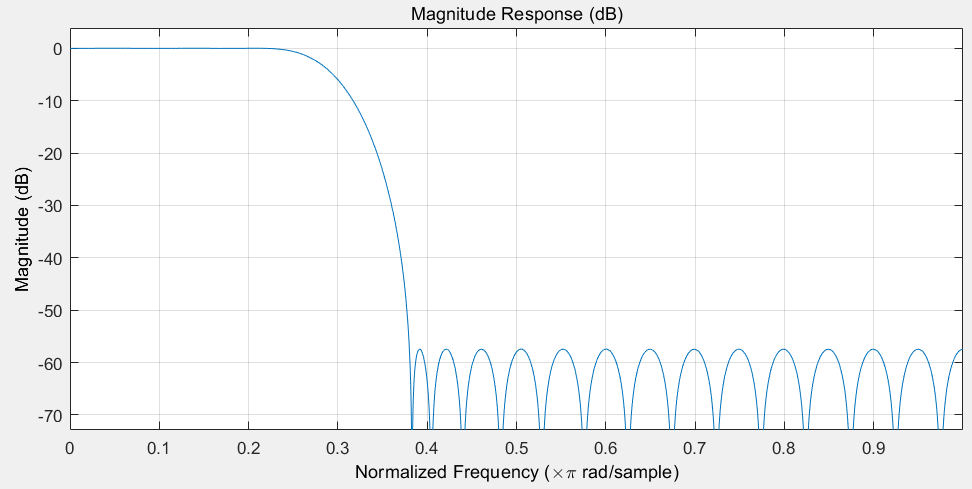 Magnitude Response (dB)
Magnitude (dB)
0
-10
-20
-30
-40
-50
-60
-70
0 0.1 0.2 0.3 0.4 0.5 0.6 0.7 0.8 0.9
Normalized Frequency (×π rad/sample)